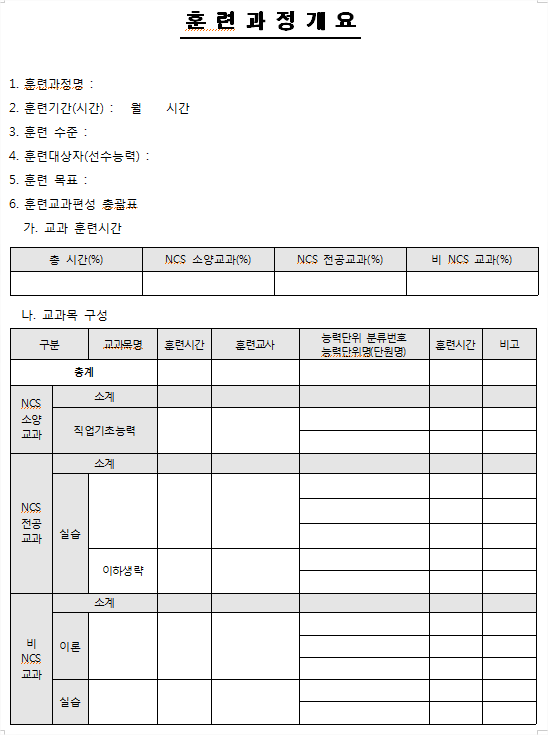 훈 련 과 정 개 요
1. 훈련과정명 :
2. 훈련기간(시간) : 월 시간
3. 훈련 수준 :
4. 훈련대상자(선수능력) :
5. 훈련 목표 :
6. 훈련교과편성 총괄표
가. 교과 훈련시간
총 시간(%) NCS 소양교과(%) NCS 전공교과(%) 비 NCS 교과(%)
나. 교과목 구성
구분 교과목명 훈련시간 훈련교사 능력단위 분류번호 훈련시간 비고
능력단위명(단원명)
총계
NCS
소양
교과
소계
직업기초능력
NCS
전공
교과
소계
실습
이하생략
비
NCS
교과
소계
이론
실습